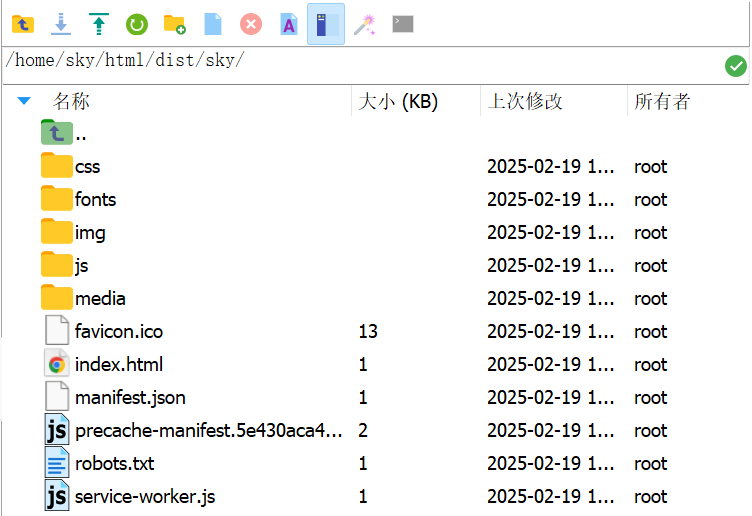 /home/sky/html/dist/sky/
名称 大小 (KB) 上次修改 所有者
..
css 2025-02-19 1... root
fonts 2025-02-19 1... root
img 2025-02-19 1... root
js 2025-02-19 1... root
media 2025-02-19 1... root
favicon.ico 13 2025-02-19 1... root
index.html 1 2025-02-19 1... root
manifest.json 1 2025-02-19 1... root
precache-manifest.5e430aca4... 2 2025-02-19 1... root
robots.txt 1 2025-02-19 1... root
service-worker.js 1 2025-02-19 1... root